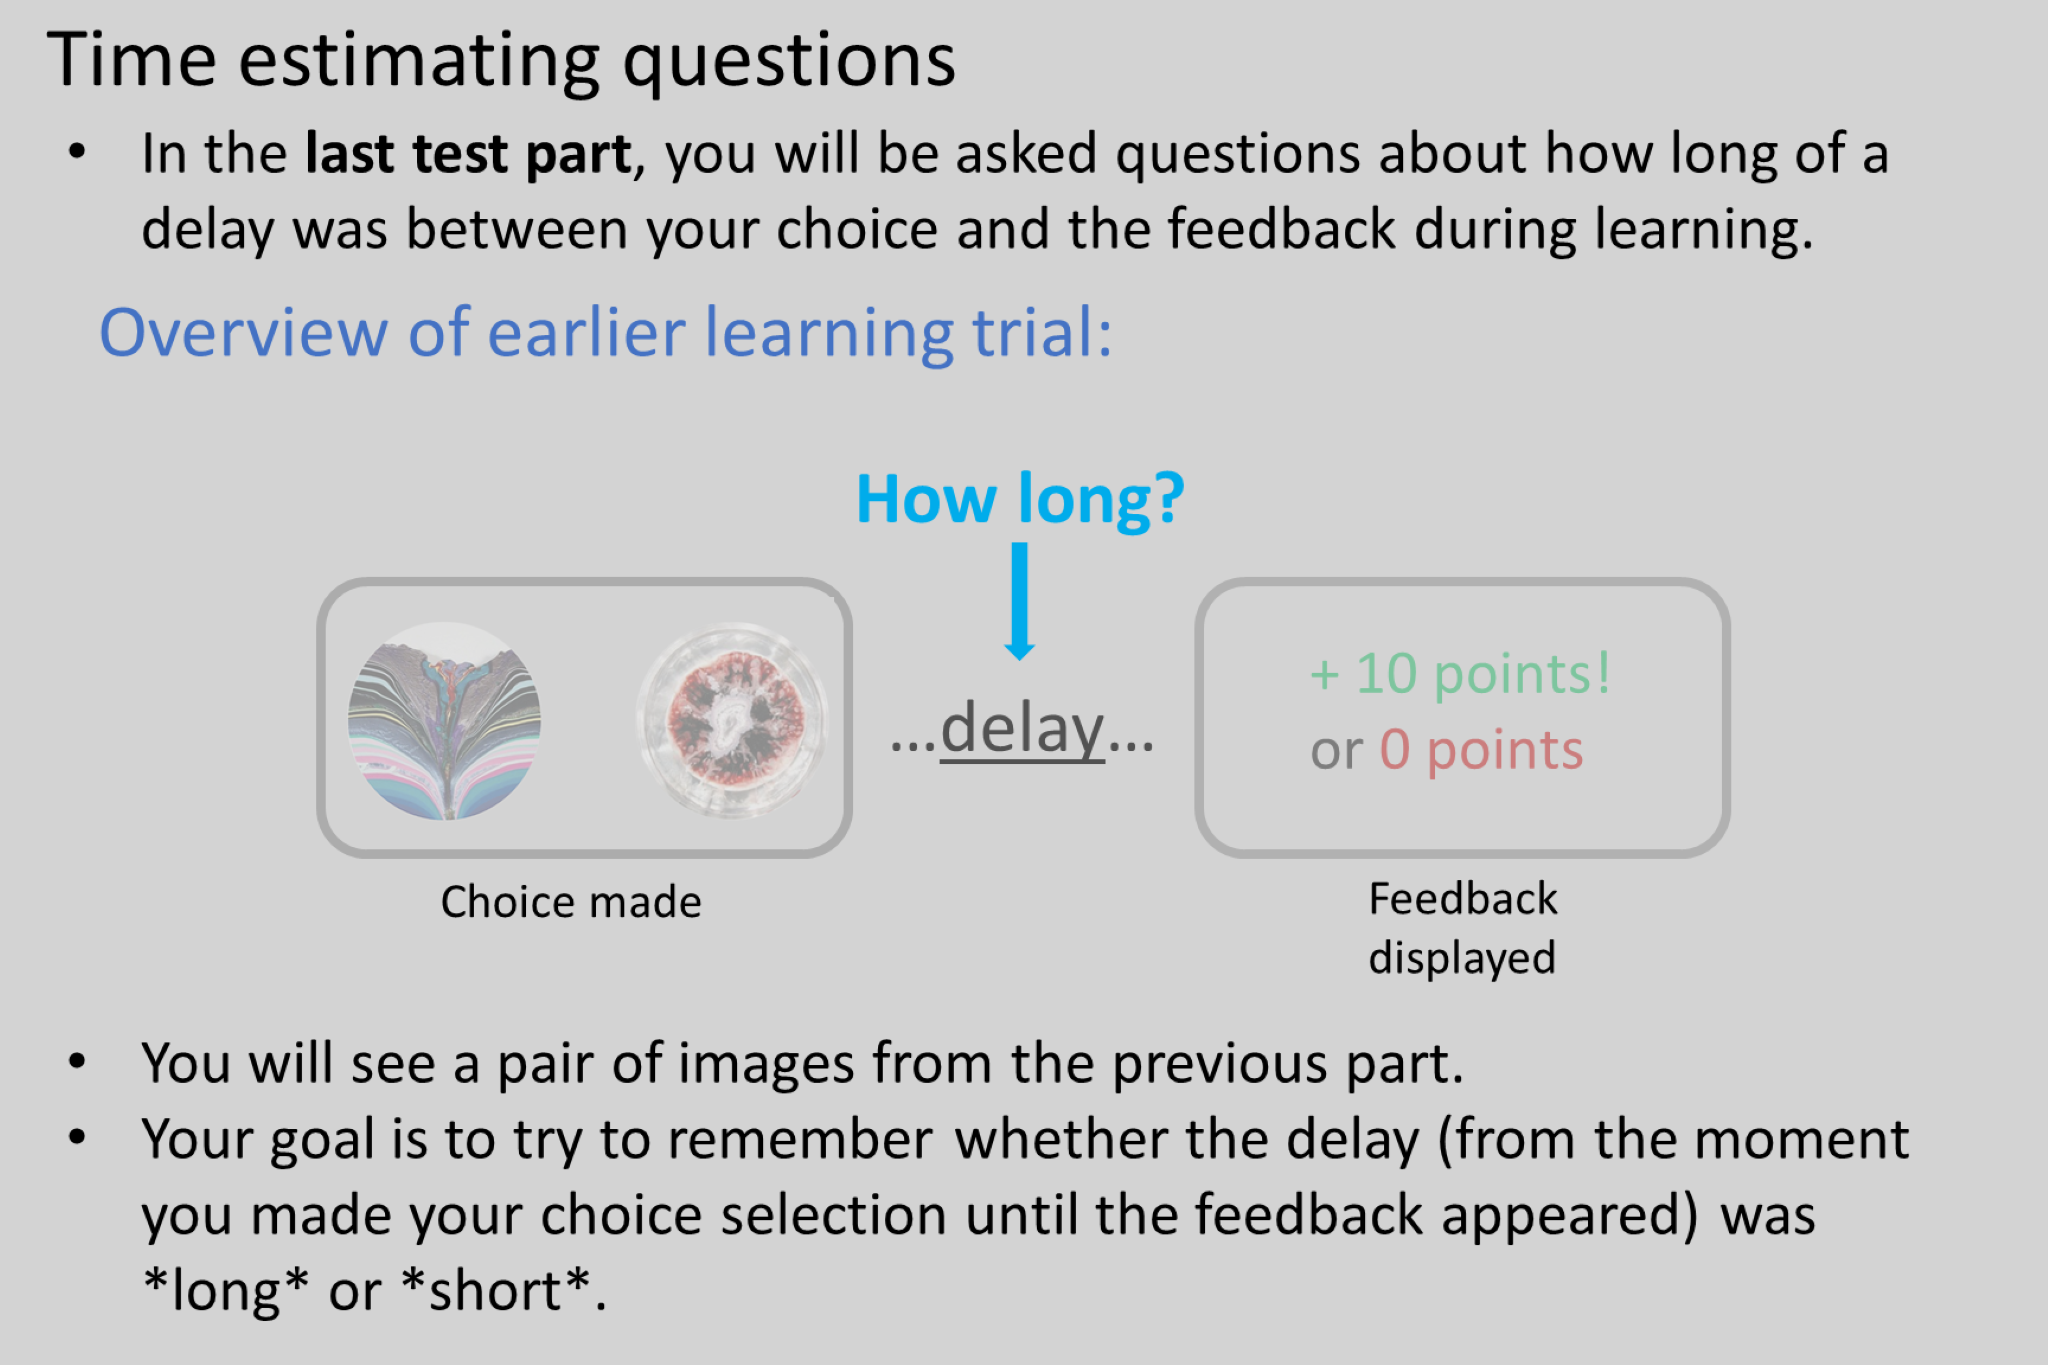 Time estimating questions
• In the last test part, you will be asked questions about how long of a
delay was between your choice and the feedback during learning.
Overview of earlier learning trial:
How long?
...delay...
+ 10 points!
or 0 points
Choice made
Feedback
displayed
• You will see a pair of images from the previous part.
• Your goal is to try to remember whether the delay (from the moment
you made your choice selection until the feedback appeared) was
*long* or *short*.